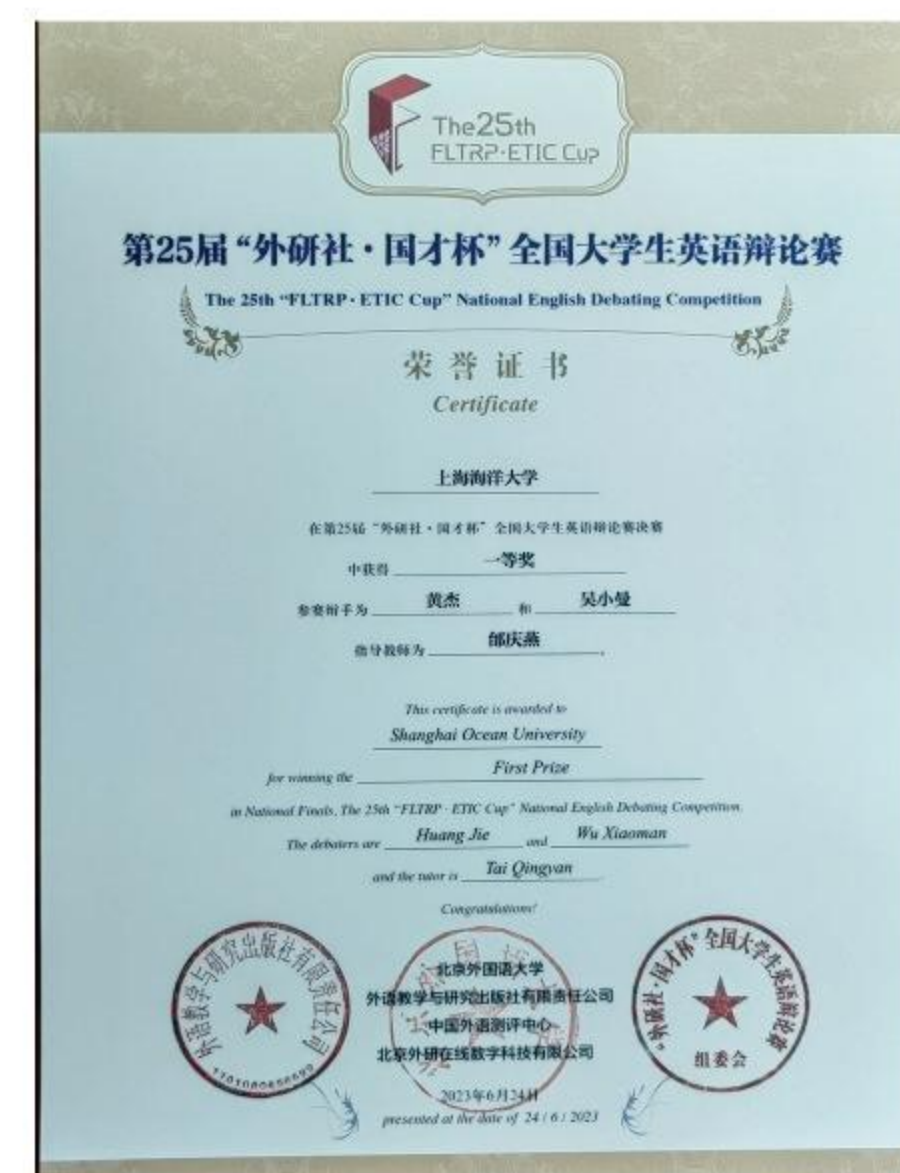 The 25th
FLTRP·ETIC Cup
第25届“外研社·国才杯”全国大学生英语辩论赛
The 25th “FLTRP·ETIC Cup” National English Debating Competition
荣誉证书
Certificate
上海海洋大学
在第25届“外研社·国才杯”全国大学生英语辩论赛决赛
中获得 一等奖
参赛辩手为 黄杰 和 吴小曼
指导教师为 邰庆燕 。
This certificate is awarded to
Shanghai Ocean University
for winning the First Prize
in National Finals, The 25th “FLTRP·ETIC Cup” National English Debating Competition.
The debaters are Huang Jie and Wu Xiaoman
and the tutor is Tai Qingyan
Congratulations!
外语教学与研究出版社有限责任公司
北京外国语大学
外语教学与研究出版社有限责任公司
中国外语测评中心
北京外研在线数字科技有限公司
“外研社·国才杯”全国大学生英语辩论赛
组委会
2023年6月24日
presented at the date of 24 / 6 / 2023